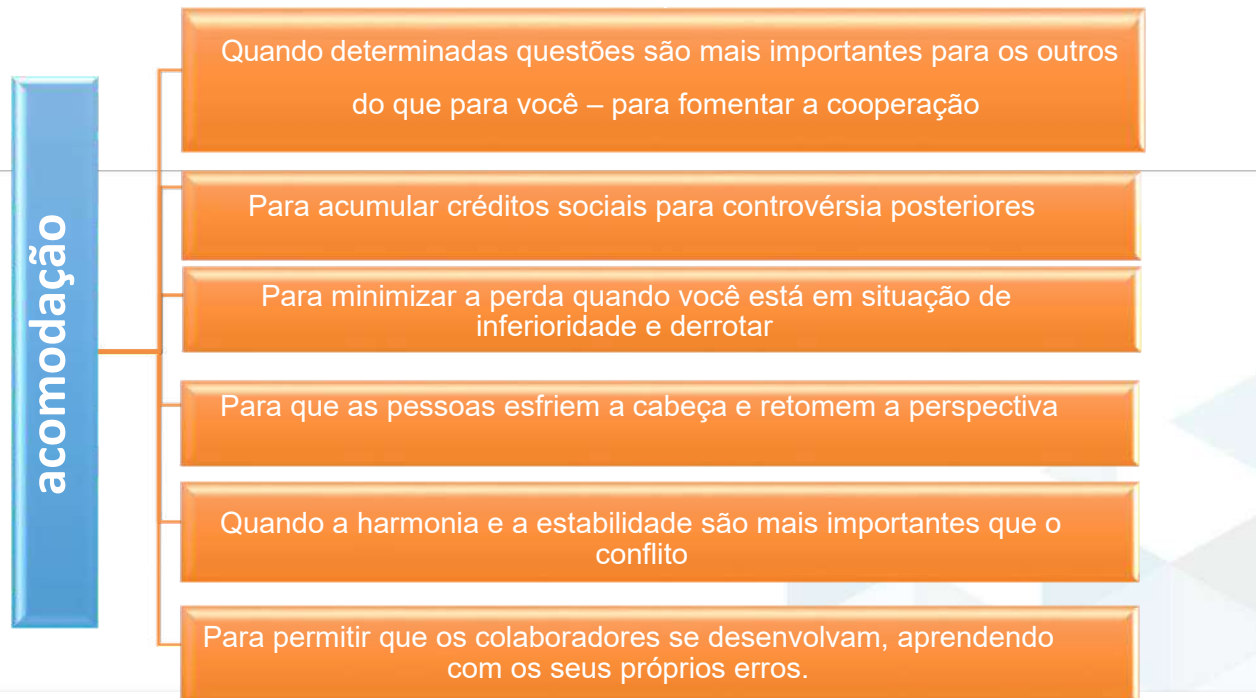 acomodação
Quando determinadas questões são mais importantes para os outros
do que para você – para fomentar a cooperação
Para acumular créditos sociais para controvérsia posteriores
Para minimizar a perda quando você está em situação de
inferioridade e derrotar
Para que as pessoas esfriem a cabeça e retomem a perspectiva
Quando a harmonia e a estabilidade são mais importantes que o
conflito
Para permitir que os colaboradores se desenvolvam, aprendendo
com os seus próprios erros.